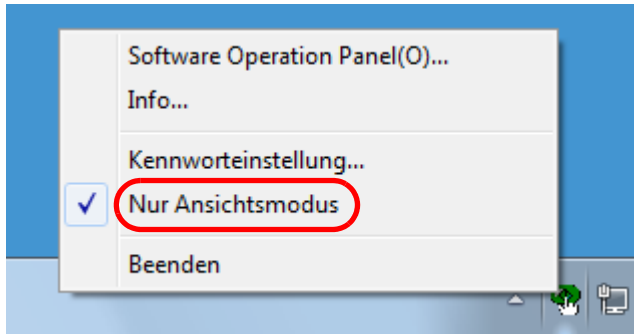 Software Operation Panel(O)...
Info...
Kennworteinstellung...
Nur Ansichtsmodus
Beenden